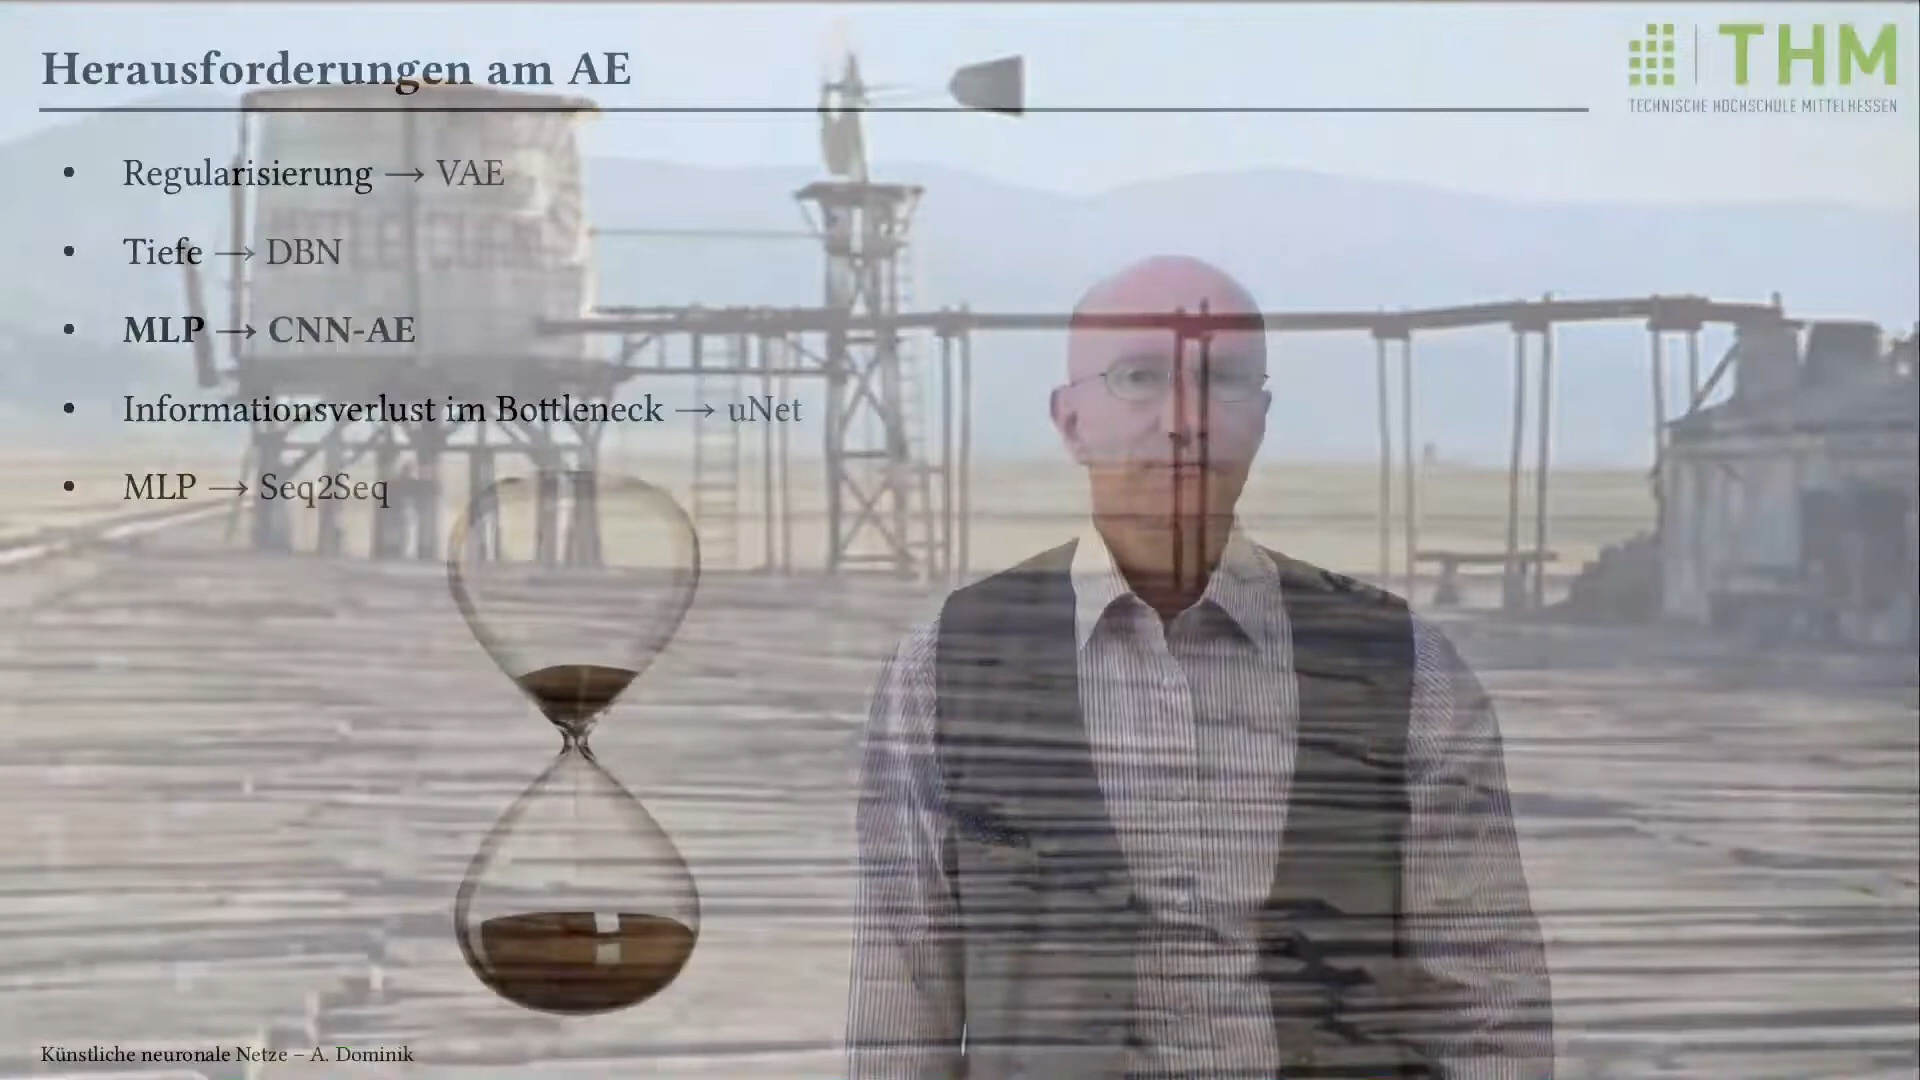 Herausforderungen am AE
THM
TECHNISCHE HOCHSCHULE MITTELHESSEN
• Regularisierung → VAE
• Tiefe → DBN
• MLP → CNN-AE
• Informationsverlust im Bottleneck → uNet
• MLP → Seq2Seq
Künstliche neuronale Netze – A. Dominik